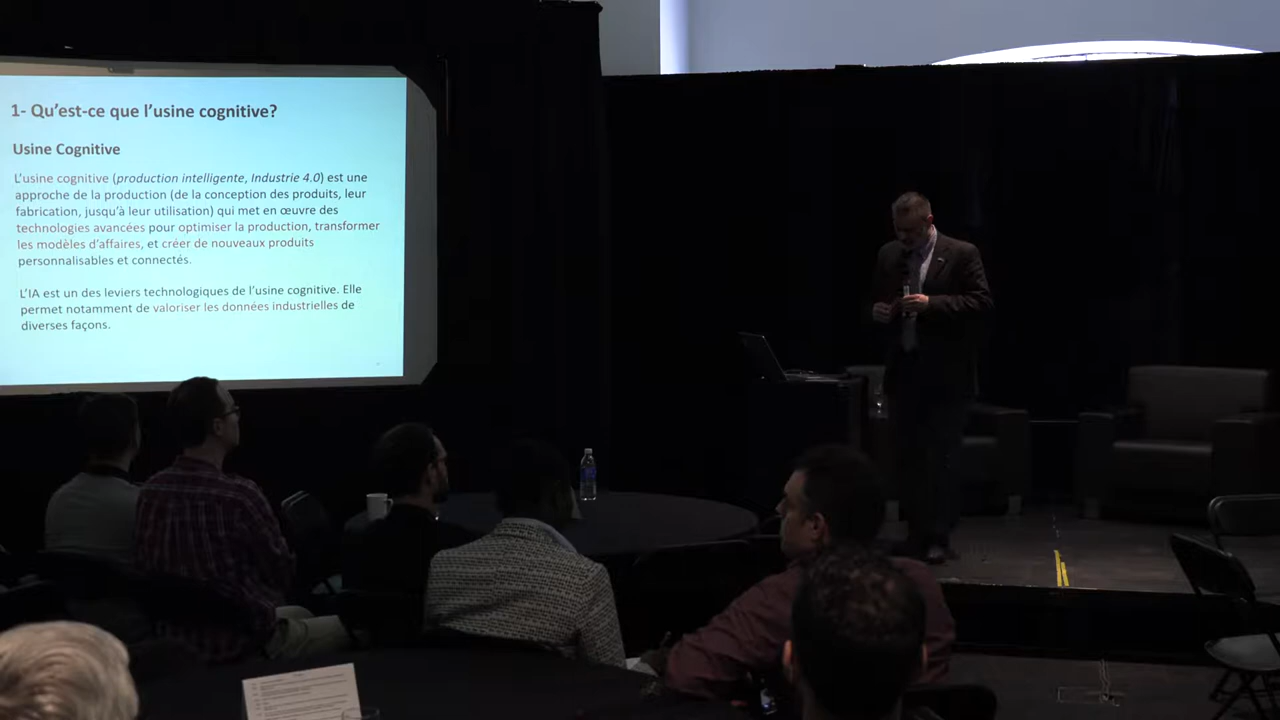 1- Qu'est-ce que l'usine cognitive?
Usine Cognitive
L'usine cognitive (production intelligente, Industrie 4.0) est une
approche de la production (de la conception des produits, leur
fabrication, jusqu'à leur utilisation) qui met en œuvre des
technologies avancées pour optimiser la production, transformer
les modèles d'affaires, et créer de nouveaux produits
personnalisables et connectés.
L'IA est un des leviers technologiques de l'usine cognitive. Elle
permet notamment de valoriser les données industrielles de
diverses façons.